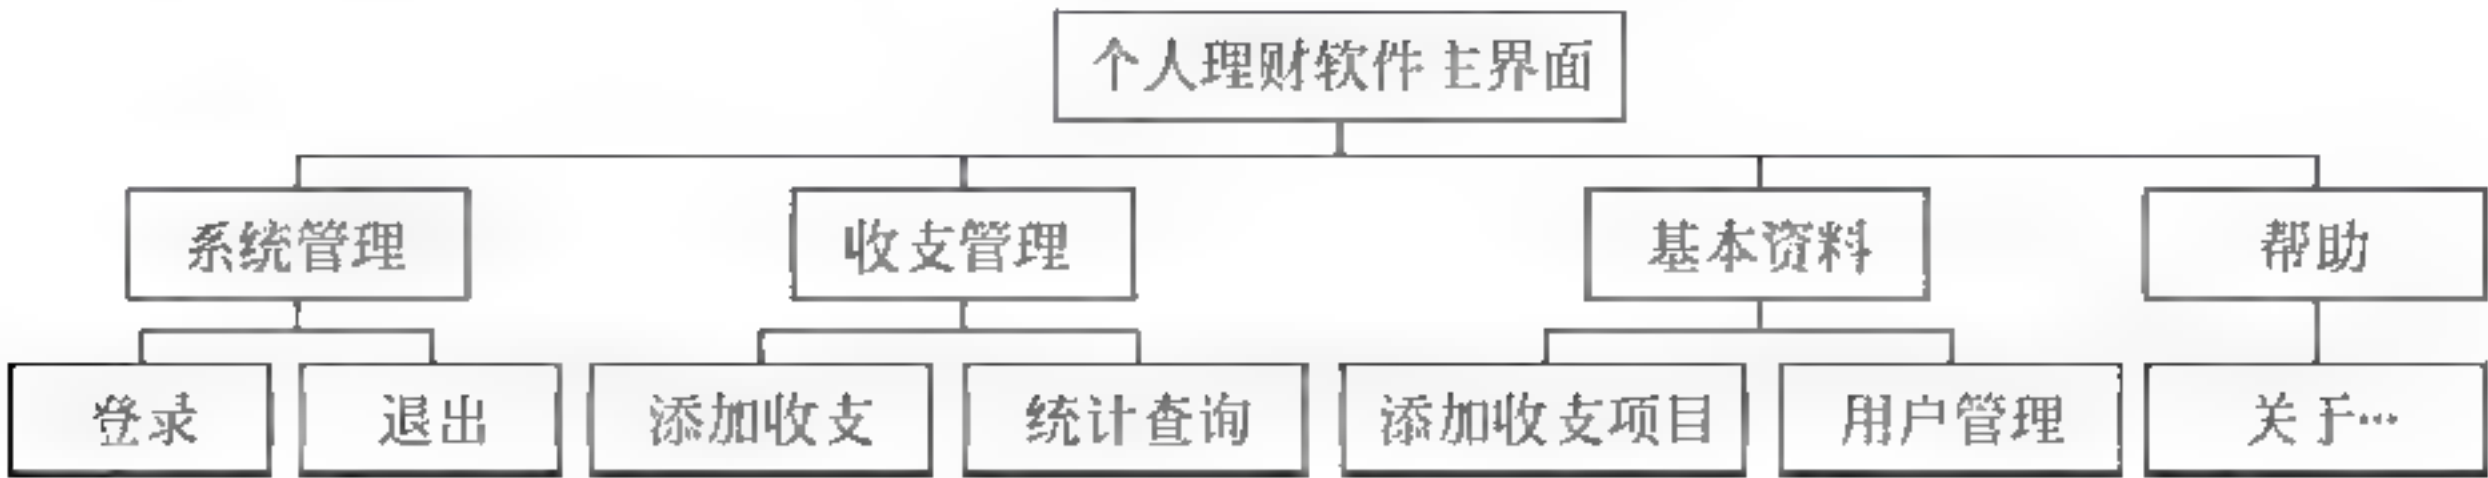 个人理财软件主界面
系统管理
收支管理
基本资料
帮助
登录
退出
添加收支
统计查询
添加收支项目
用户管理
关于…